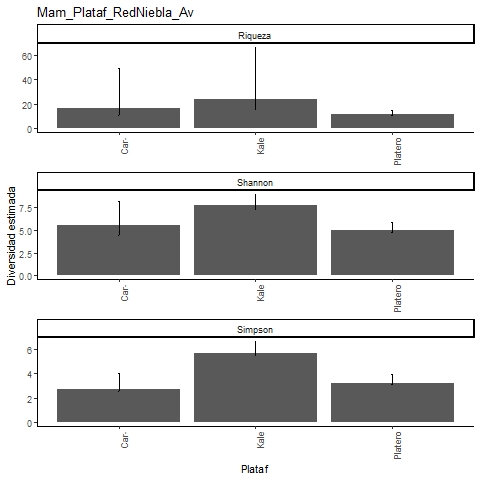 Mam_Plataf_RedNiebla_Av
Riqueza
60
40
20
0
Car-
Kale
Platero
Shannon
7.5
5.0
2.5
0.0
Car-
Kale
Platero
Simpson
6
4
2
0
Car-
Kale
Platero
Diversidad estimada
Plataf